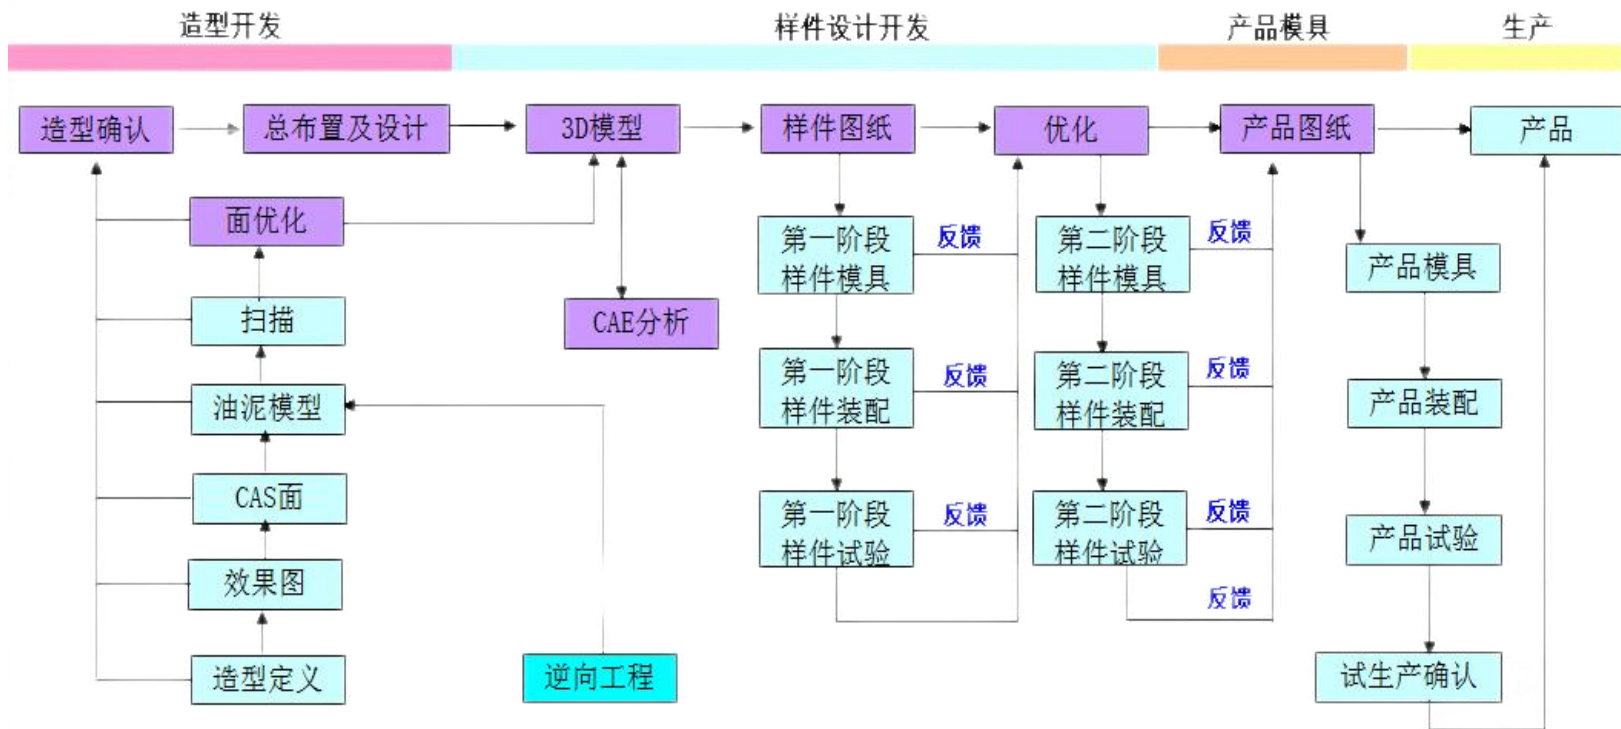 造型开发
样件设计开发
产品模具
生产
造型确认
总布置及设计
3D模型
样件图纸
优化
产品图纸
产品
面优化
扫描
油泥模型
CAS面
效果图
造型定义
CAE分析
逆向工程
第一阶段
样件模具
反馈
第一阶段
样件装配
反馈
第一阶段
样件试验
反馈
第二阶段
样件模具
反馈
第二阶段
样件装配
反馈
第二阶段
样件试验
反馈
反馈
产品模具
产品装配
产品试验
试生产确认